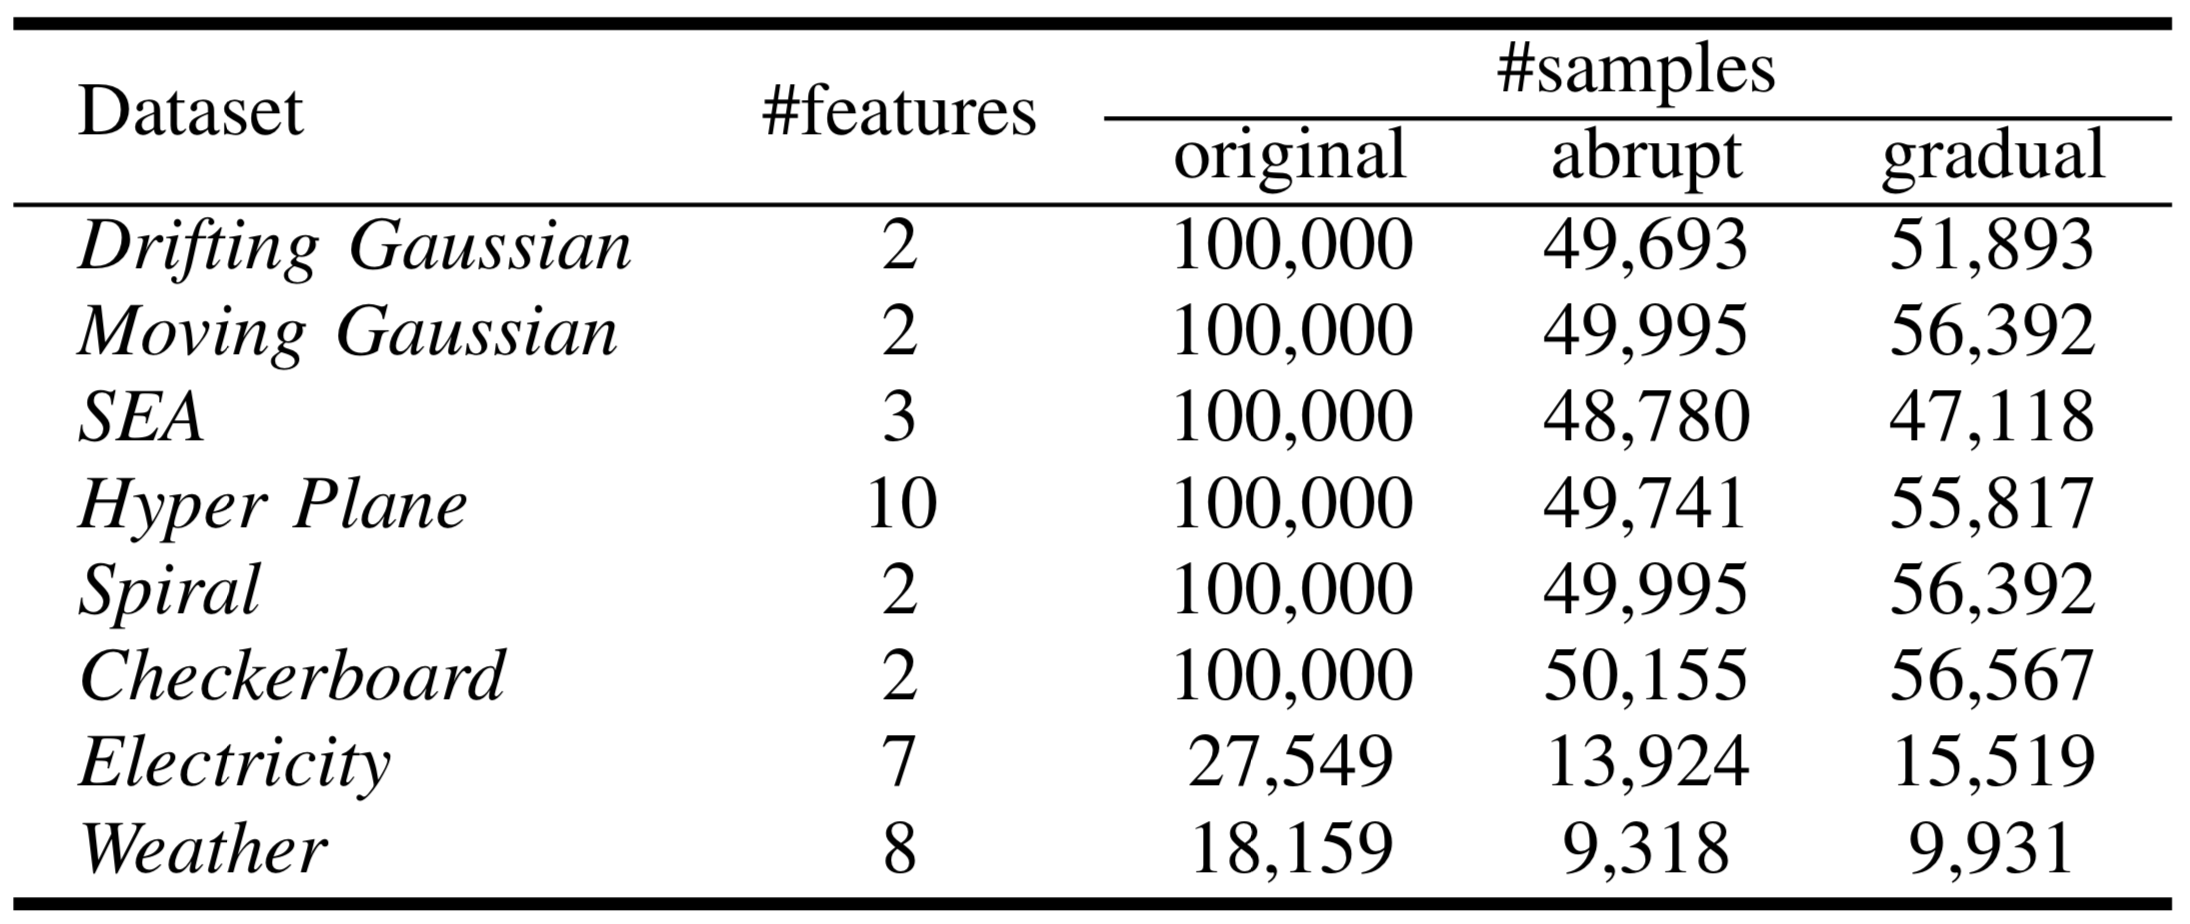 Dataset #features #samples
original abrupt gradual
Drifting Gaussian 2 100,000 49,693 51,893
Moving Gaussian 2 100,000 49,995 56,392
SEA 3 100,000 48,780 47,118
Hyper Plane 10 100,000 49,741 55,817
Spiral 2 100,000 49,995 56,392
Checkerboard 2 100,000 50,155 56,567
Electricity 7 27,549 13,924 15,519
Weather 8 18,159 9,318 9,931